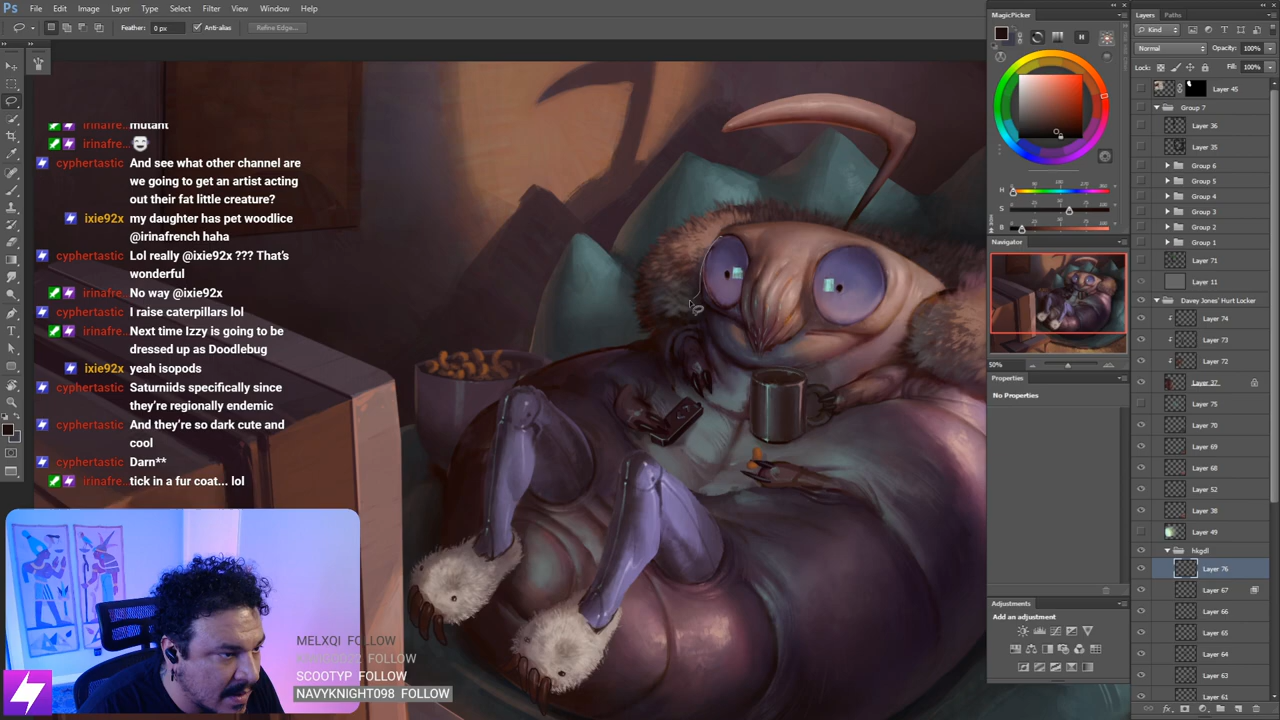 Ps File Edit Image Layer Type Select Filter View Window Help
Feather: 0 px Anti-alias Refine Edge...
mutant
irinafre..
cyphertastic And see what other channel are
we going to get an artist acting
out their fat little creature?
ixie92x my daughter has pet woodlice
@irinafrench haha
cyphertastic Lol really @ixie92x ??? That's
wonderful
irinafre.. No way @ixie92x
cyphertastic I raise caterpillars lol
irinafre.. Next time Izzy is going to be
dressed up as Doodlebug
ixie92x yeah isopods
cyphertastic Saturniids specifically since
they're regionally endemic
cyphertastic And they're so dark cute and
cool
cyphertastic Darn**
irinafre.. tick in a fur coat... lol
MELXQI FOLLOW
FOLLOW
SCOOTYP FOLLOW
NAVYKNIGHT098 FOLLOW
MagicPicker
H
H
S
B
Navigator
50%
Properties
No Properties
Adjustments
Add an adjustment
Layers Paths
Kind
Normal Opacity: 100%
Lock: Fill: 100%
Layer 45
Group 7
Layer 36
Layer 35
Group 6
Group 5
Group 4
Group 3
Group 2
Group 1
Layer 71
Layer 11
Davey Jones' Hurt Locker
Layer 74
Layer 73
Layer 72
Layer 37
Layer 75
Layer 70
Layer 69
Layer 68
Layer 52
Layer 38
Layer 49
hkgdl
Layer 76
Layer 67
Layer 66
Layer 65
Layer 64
Layer 63
Layer 61